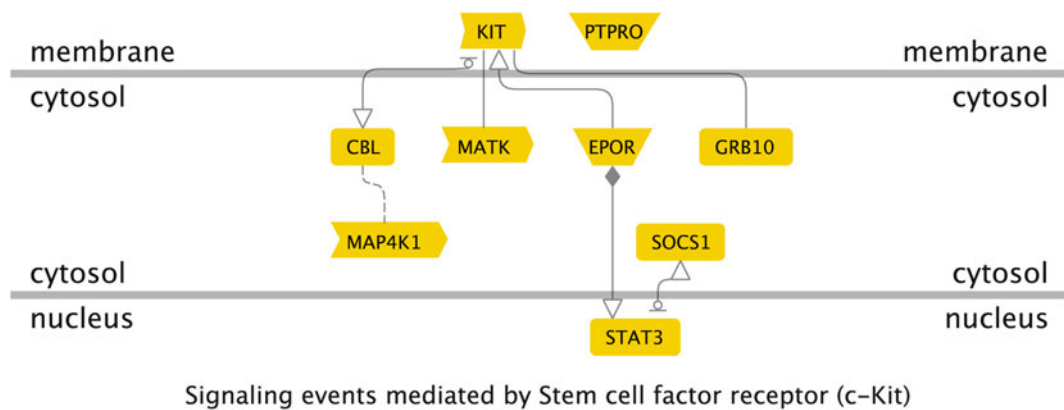 KIT
PTPRO
membrane
membrane
cytosol
cytosol
CBL
MATK
EPOR
GRB10
MAP4K1
SOCS1
cytosol
cytosol
nucleus
nucleus
STAT3
Signaling events mediated by Stem cell factor receptor (c-Kit)